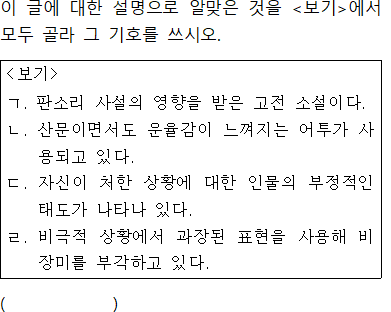 이 글에 대한 설명으로 알맞은 것을 <보기>에서
모두 골라 그 기호를 쓰시오.
<보기>
ㄱ. 판소리 사설의 영향을 받은 고전 소설이다.
ㄴ. 산문이면서도 운율감이 느껴지는 어투가 사
용되고 있다.
ㄷ. 자신이 처한 상황에 대한 인물의 부정적인
태도가 나타나 있다.
ㄹ. 비극적 상황에서 과장된 표현을 사용해 비
장미를 부각하고 있다.
( )